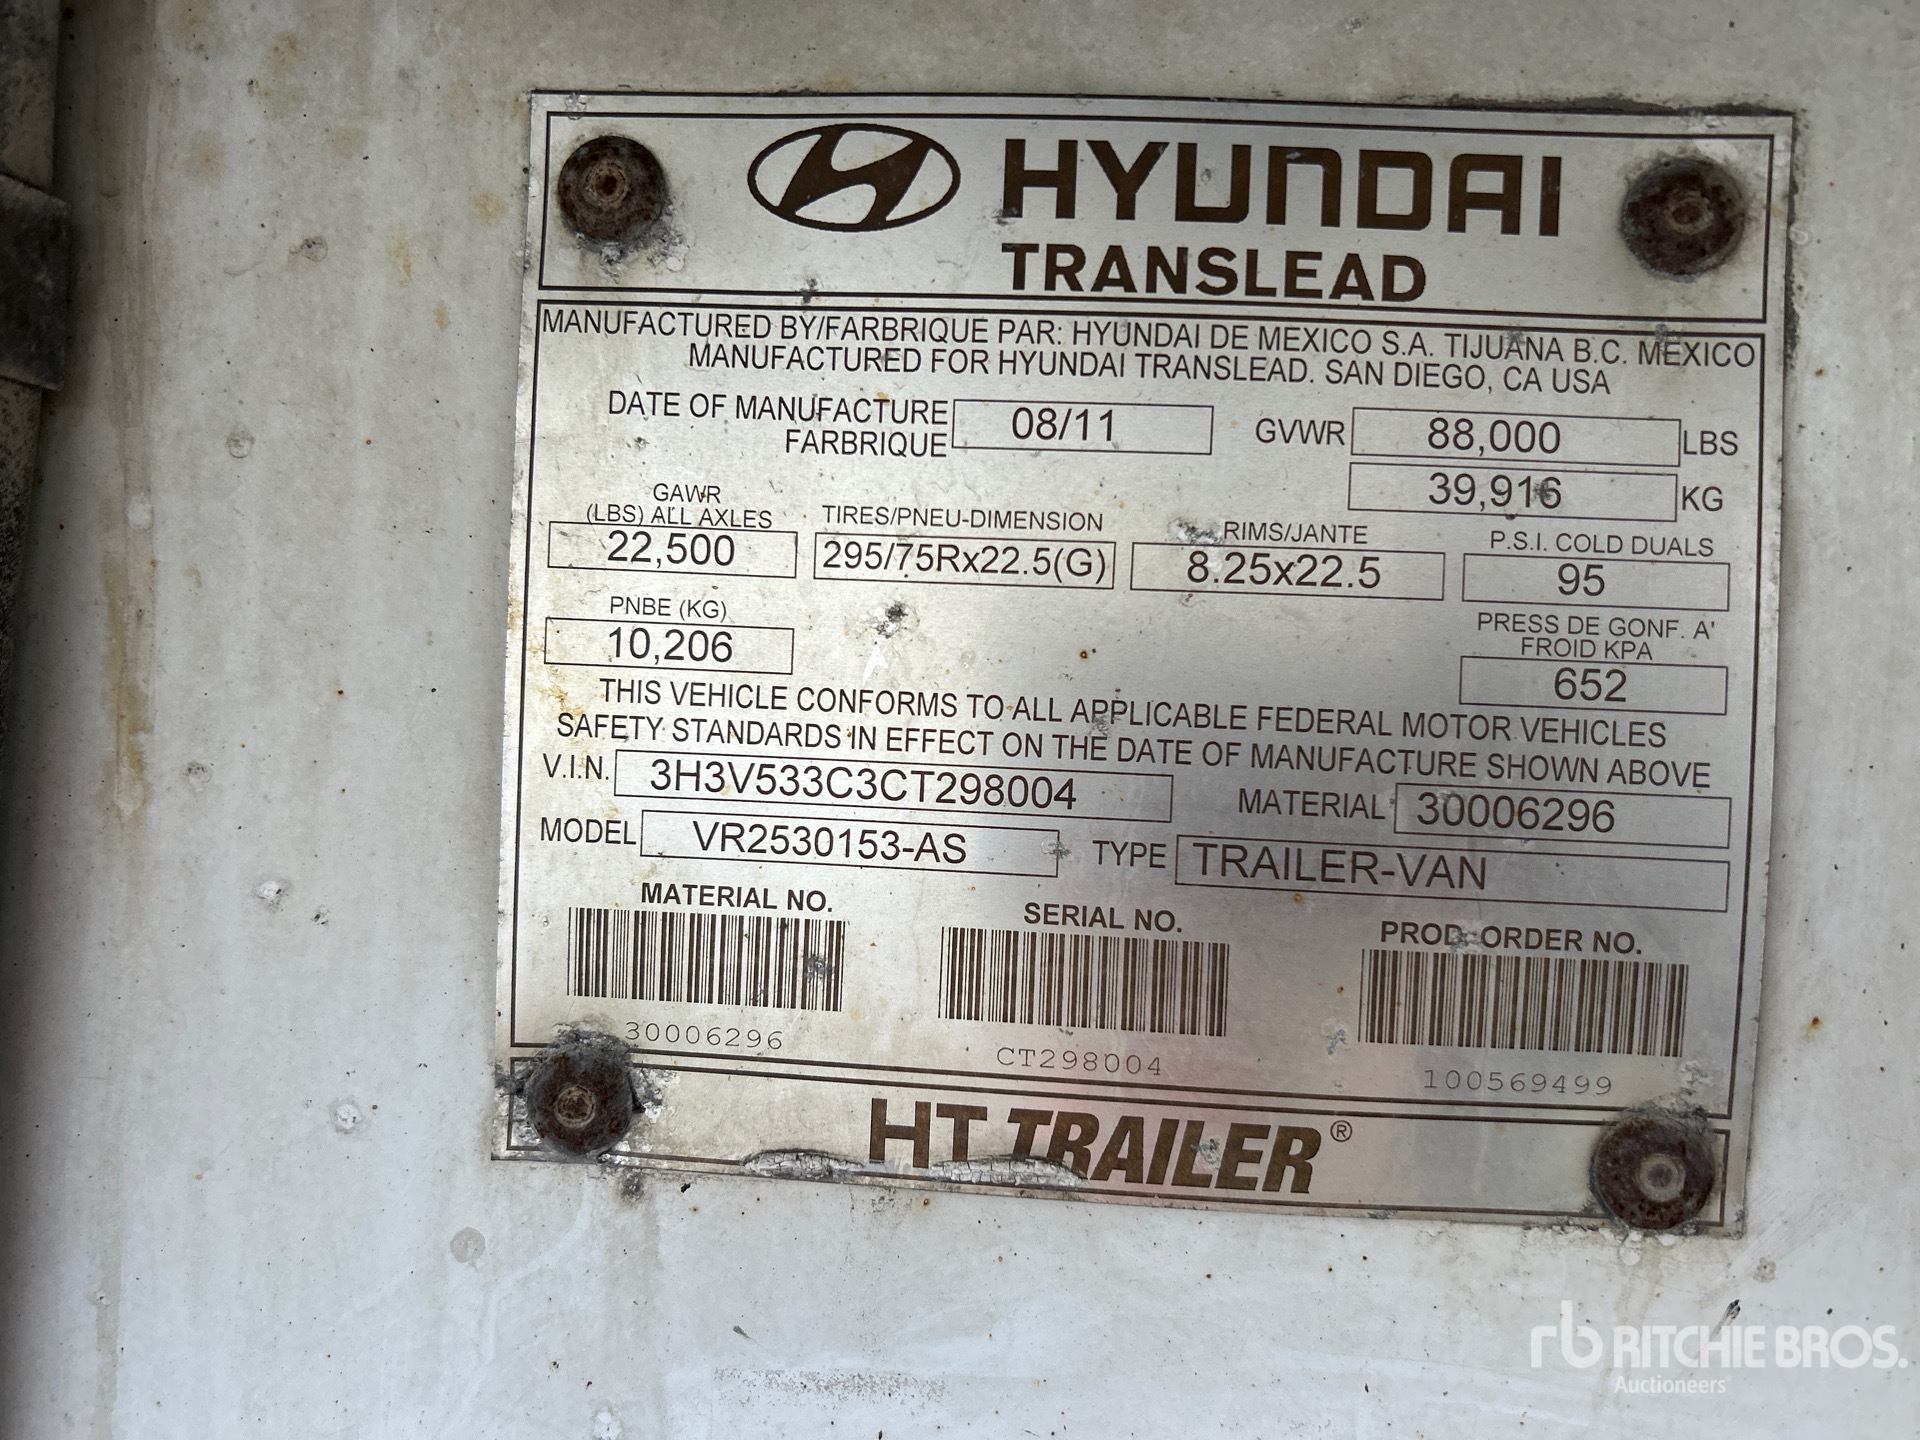 HYUNDAI
TRANSLEAD
MANUFACTURED BY/FARBRIQUE PAR: HYUNDAI DE MEXICO S.A. TIJUANA B.C. MEXICO
MANUFACTURED FOR HYUNDAI TRANSLEAD. SAN DIEGO, CA USA
DATE OF MANUFACTURE 08/11 GVWR 88,000 LBS
FARBRIQUE
39,916 KG
GAWR
(LBS) ALL AXLES TIRES/PNEU-DIMENSION RIMS/JANTE P.S.I. COLD DUALS
22,500 295/75Rx22.5(G) 8.25x22.5 95
PNBE (KG) PRESS DE GONF. A'
FROID KPA
10,206 652
THIS VEHICLE CONFORMS TO ALL APPLICABLE FEDERAL MOTOR VEHICLES
SAFETY STANDARDS IN EFFECT ON THE DATE OF MANUFACTURE SHOWN ABOVE
V.I.N. 3H3V533C3CT298004 MATERIAL 30006296
MODEL VR2530153-AS TYPE TRAILER-VAN
MATERIAL NO. SERIAL NO. PROD. ORDER NO.
30006296 CT298004 100569499
HT TRAILER®
rb RITCHIE BROS.
Auctioneers